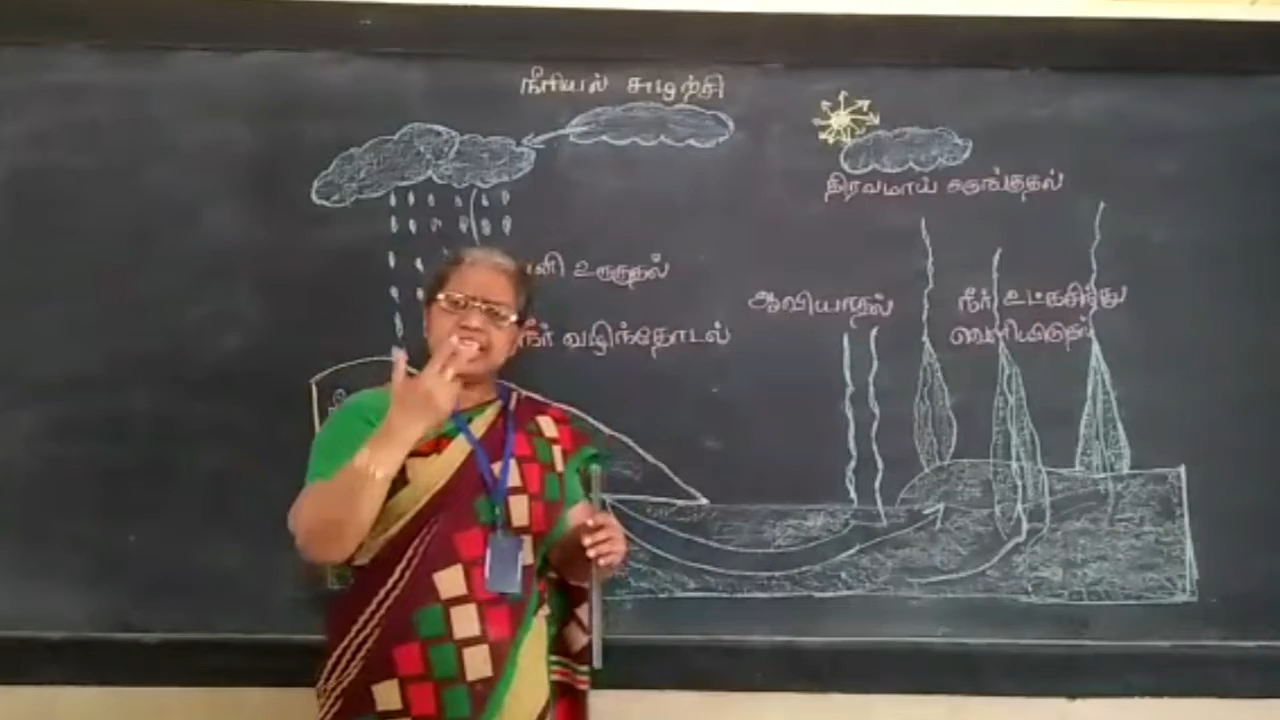 நீரியல் சுழற்சி
திரவமாய் சுருங்குதல்
உருகுதல்
ஆவியாதல்
நீர் உட்கசிந்து
வெளியிடுதல்
நீர் வழிந்தோடல்